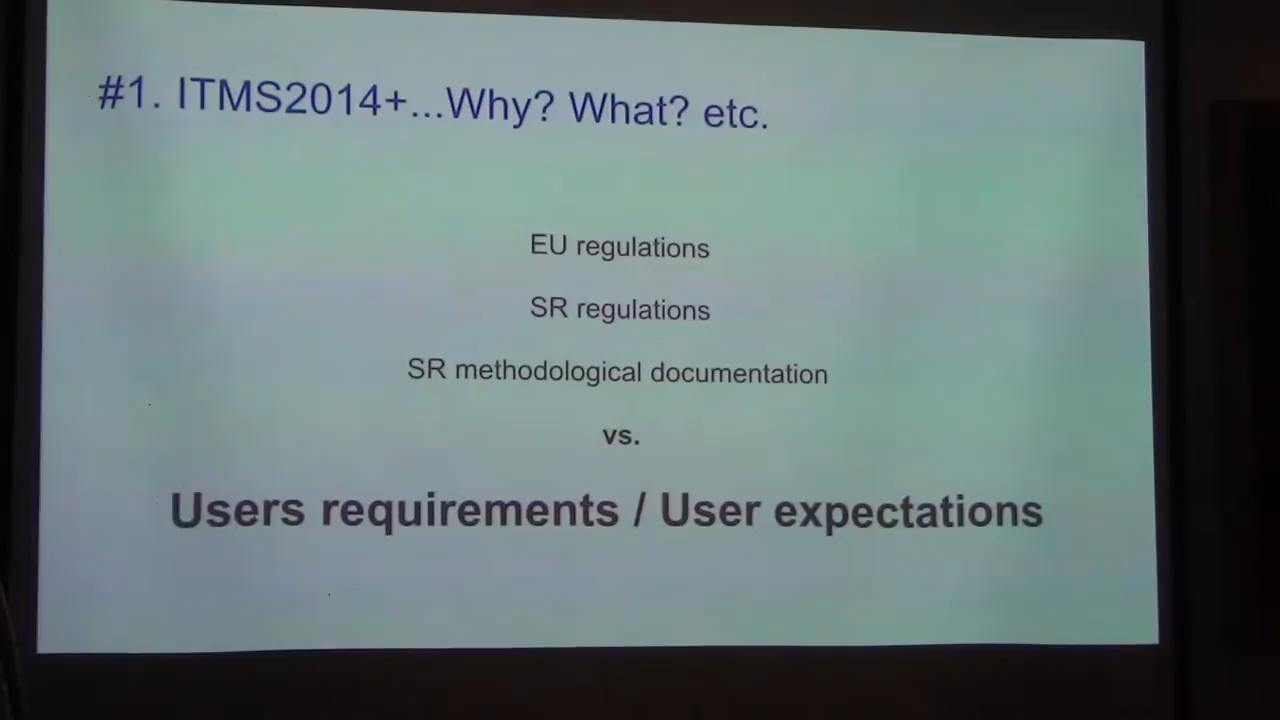 #1. ITMS2014+...Why? What? etc.
EU regulations
SR regulations
SR methodological documentation
vs.
Users requirements / User expectations